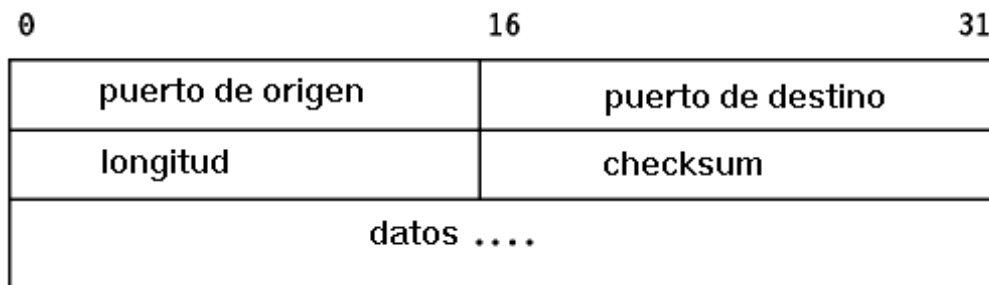 0 16 31
puerto de origen puerto de destino
longitud checksum
datos ....